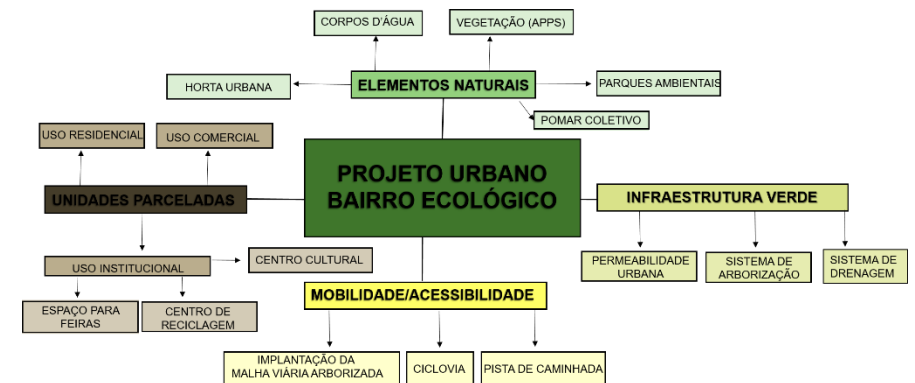 CORPOS D'ÁGUA
VEGETAÇÃO (APPS)
HORTA URBANA
ELEMENTOS NATURAIS
PARQUES AMBIENTAIS
POMAR COLETIVO
USO RESIDENCIAL
USO COMERCIAL
PROJETO URBANO
BAIRRO ECOLÓGICO
UNIDADES PARCELADAS
INFRAESTRUTURA VERDE
USO INSTITUCIONAL
CENTRO CULTURAL
PERMEABILIDADE
URBANA
SISTEMA DE
ARBORIZAÇÃO
SISTEMA DE
DRENAGEM
ESPAÇO PARA
FEIRAS
CENTRO DE
RECICLAGEM
MOBILIDADE/ACESSIBILIDADE
IMPLANTAÇÃO DA
MALHA VIÁRIA ARBORIZADA
CICLOVIA
PISTA DE CAMINHADA